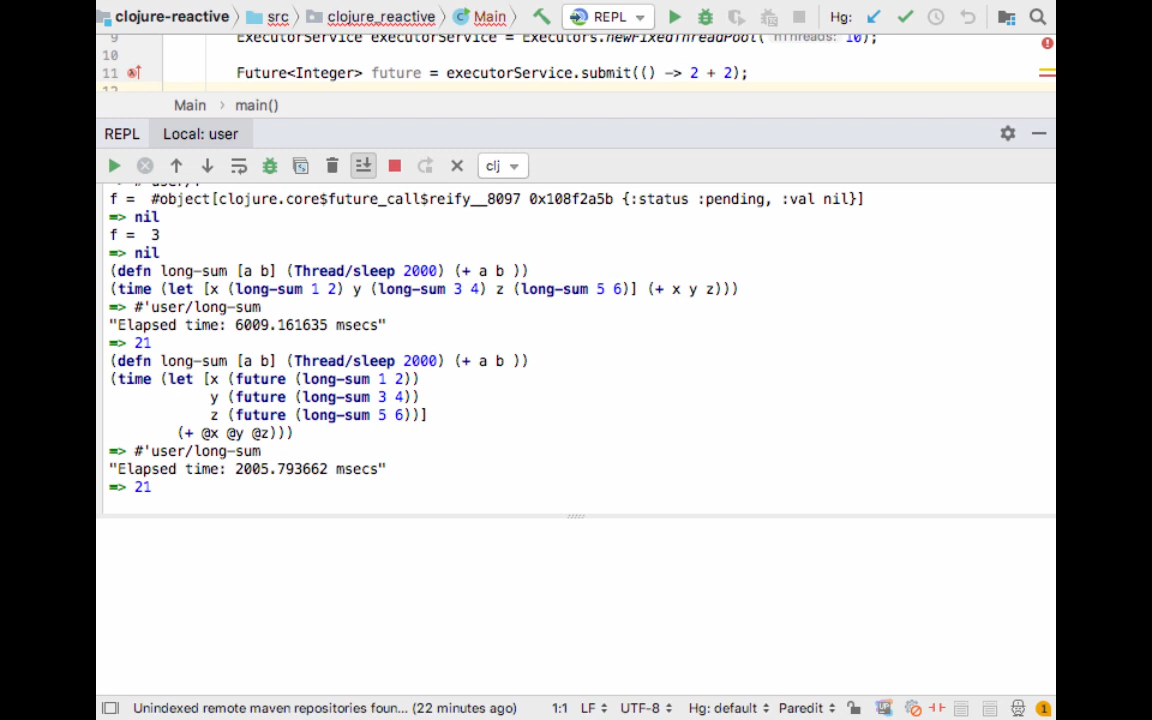 clojure-reactive src clojure_reactive Main REPL Hg:
9 ExecutorService executorService = Executors.newFixedThreadPool( nThreads: 10);
10
11 Future<Integer> future = executorService.submit(() -> 2 + 2);
12
Main main()
REPL Local: user
clj
f =  #object[clojure.core$future_call$reify__8097 0x108f2a5b {:status :pending, :val nil}]
=> nil
f =  3
=> nil
(defn long-sum [a b] (Thread/sleep 2000) (+ a b ))
(time (let [x (long-sum 1 2) y (long-sum 3 4) z (long-sum 5 6)] (+ x y z)))
=> #'user/long-sum
"Elapsed time: 6009.161635 msecs"
=> 21
(defn long-sum [a b] (Thread/sleep 2000) (+ a b ))
(time (let [x (future (long-sum 1 2))
y (future (long-sum 3 4))
z (future (long-sum 5 6))]
(+ @x @y @z)))
=> #'user/long-sum
"Elapsed time: 2005.793662 msecs"
=> 21
Unindexed remote maven repositories foun... (22 minutes ago) 1:1 LF UTF-8 Hg: default Paredit 1